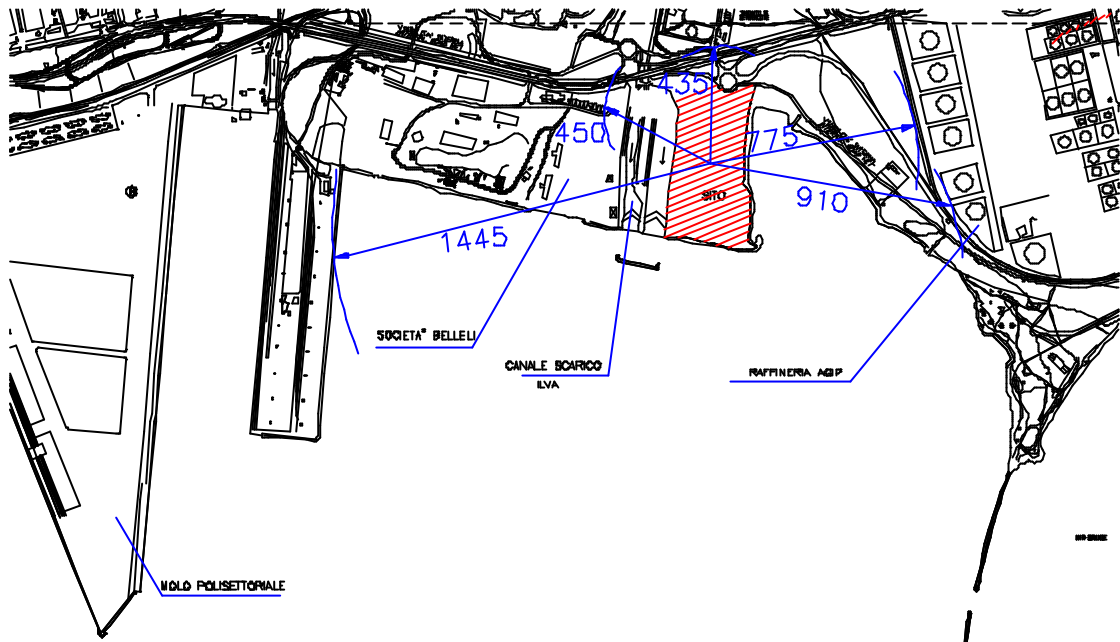 435
450
775
SITO
910
1445
SOCIETA° BELLELI
CANALE SCARICO
ILVA
RAFFINERIA AGIP
MOLO POLISETTORIALE